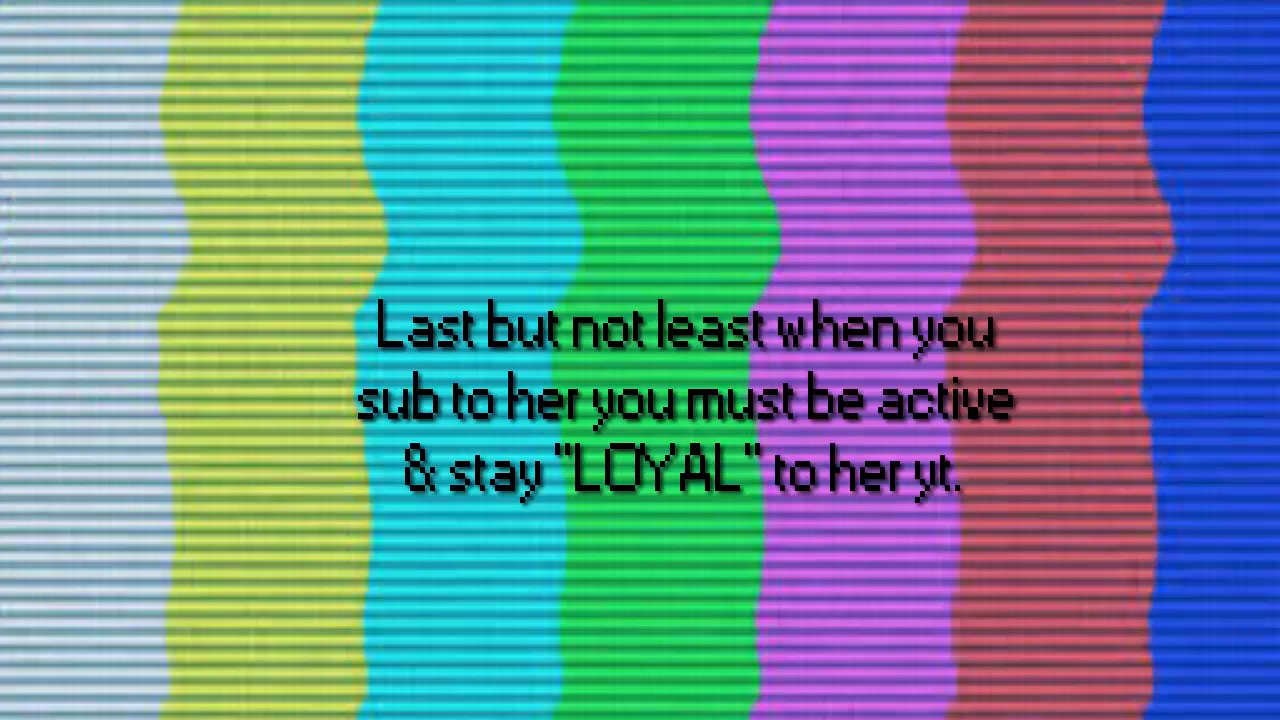 Last but not least when you
sub to her you must be active
& stay "LOYAL" to her yt.